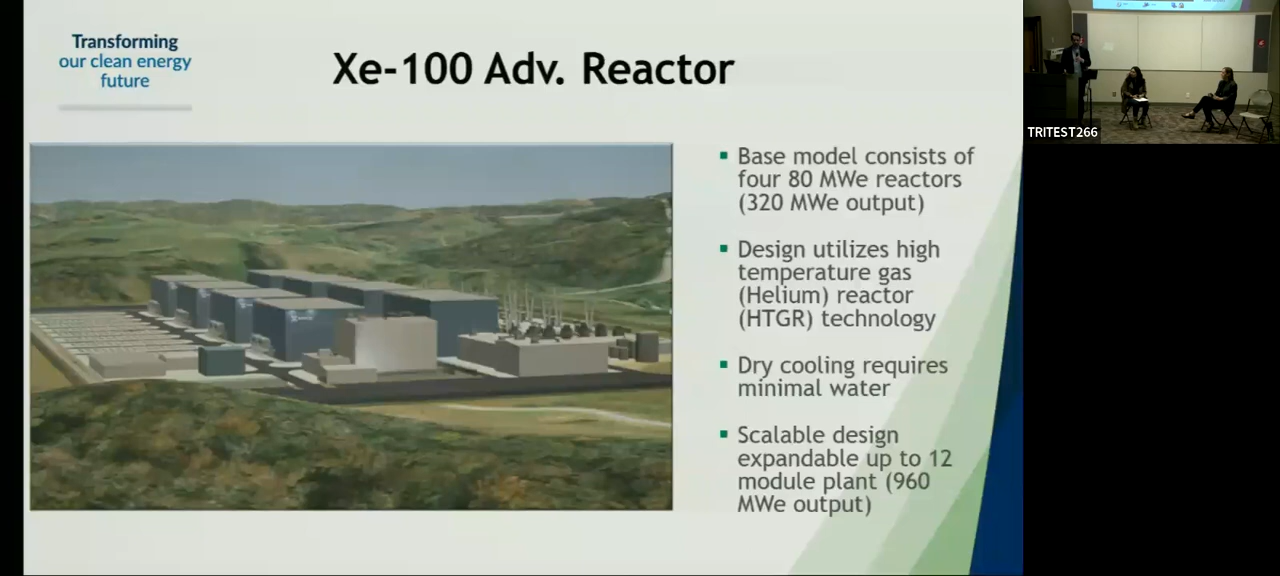 Transforming
our clean energy
future
Xe-100 Adv. Reactor
▪ Base model consists of
four 80 MWe reactors
(320 MWe output)
▪ Design utilizes high
temperature gas
(Helium) reactor
(HTGR) technology
▪ Dry cooling requires
minimal water
▪ Scalable design
expandable up to 12
module plant (960
MWe output)
TRITEST266